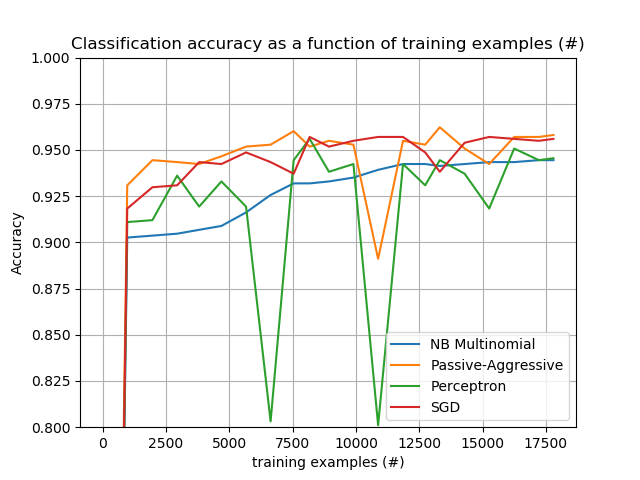 Classification accuracy as a function of training examples (#)
1.000
0.975
0.950
0.925
0.900
0.875
0.850
0.825
0.800
Accuracy
NB Multinomial
Passive-Aggressive
Perceptron
SGD
0 2500 5000 7500 10000 12500 15000 17500
training examples (#)